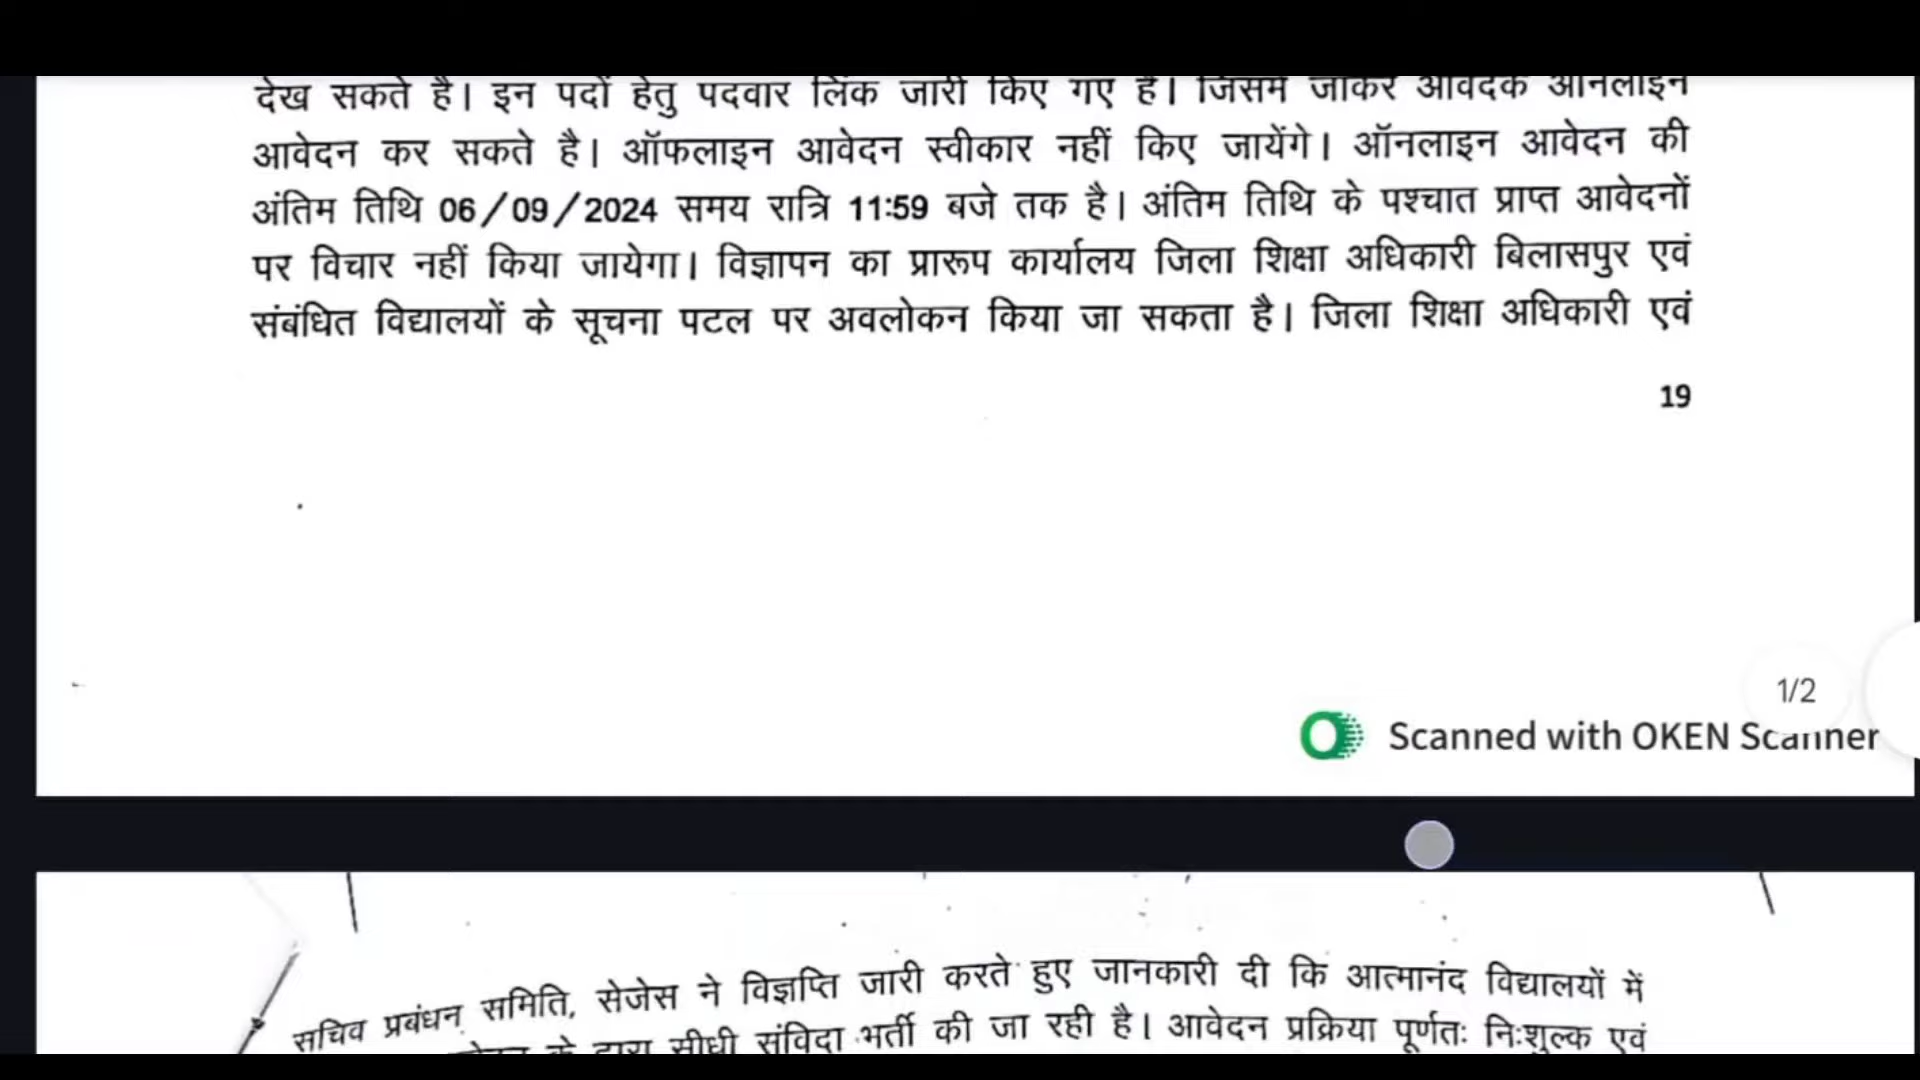 देख सकते है। इन पदों हेतु पदवार लिंक जारी किए गए है। जिसमें जाकर आवेदक ऑनलाइन
आवेदन कर सकते है। ऑफलाइन आवेदन स्वीकार नहीं किए जायेंगे। ऑनलाइन आवेदन की
अंतिम तिथि 06/09/2024 समय रात्रि 11:59 बजे तक है। अंतिम तिथि के पश्चात प्राप्त आवेदनों
पर विचार नहीं किया जायेगा। विज्ञापन का प्रारूप कार्यालय जिला शिक्षा अधिकारी बिलासपुर एवं
संबंधित विद्यालयों के सूचना पटल पर अवलोकन किया जा सकता है। जिला शिक्षा अधिकारी एवं
19
1/2
Scanned with OKEN Scanner
सचिव प्रबंधन समिति, सेजेस ने विज्ञप्ति जारी करते हुए जानकारी दी कि आत्मानंद विद्यालयों में
के द्वारा सीधी संविदा भर्ती की जा रही है। आवेदन प्रक्रिया पूर्णतः निःशुल्क एवं